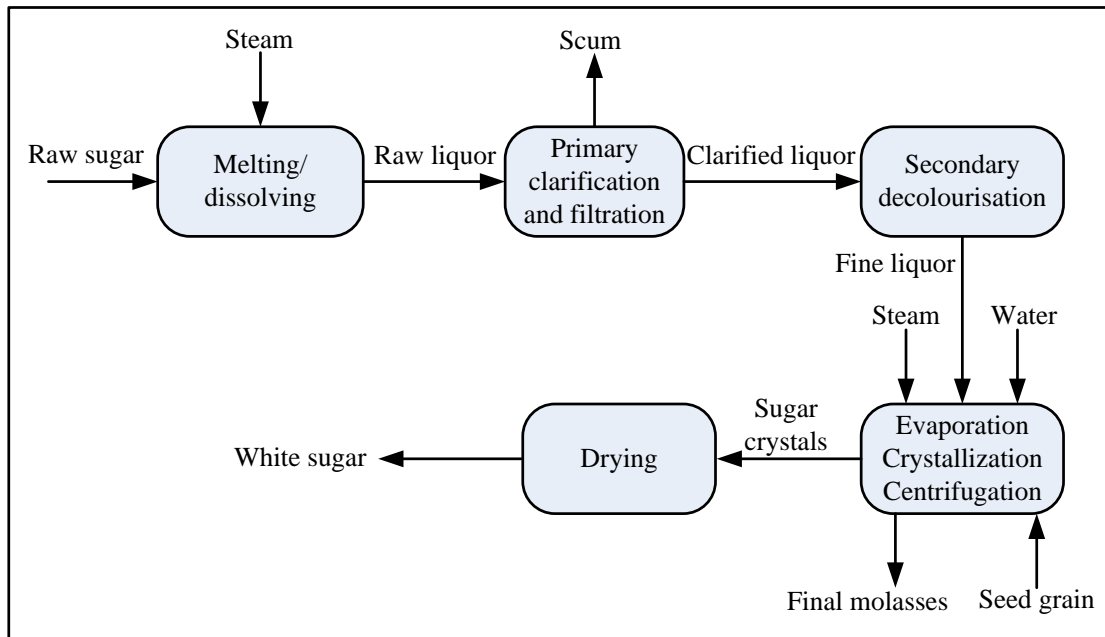 Steam
Scum
Raw sugar
Melting/
dissolving
Raw liquor
Primary
clarification
and filtration
Clarified liquor
Secondary
decolourisation
Fine liquor
Steam
Water
Evaporation
Crystallization
Centrifugation
Sugar
crystals
Drying
White sugar
Final molasses
Seed grain